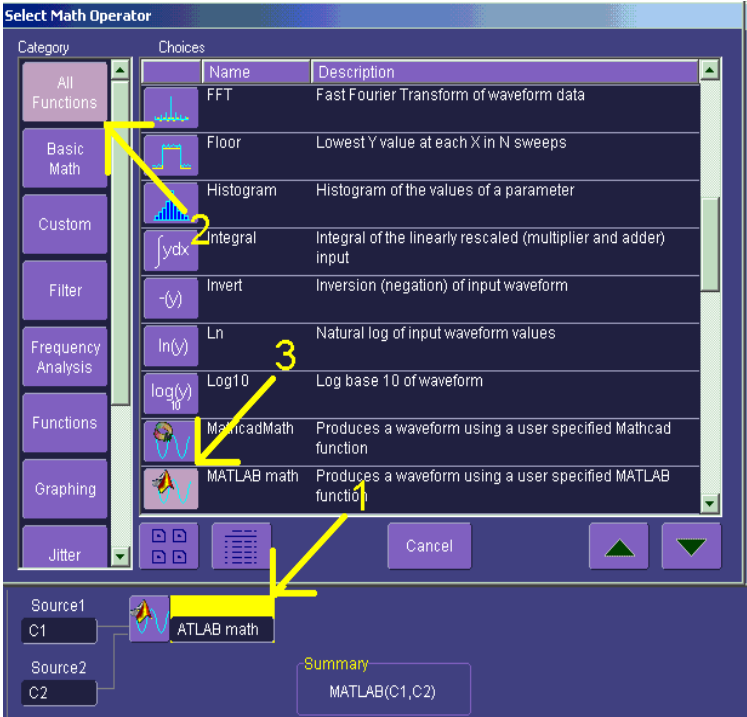 Select Math Operator
Category
Choices
All
Functions
Basic
Math
Custom
Filter
Frequency
Analysis
Functions
Graphing
Jitter
Name Description
FFT Fast Fourier Transform of waveform data
Floor Lowest Y value at each X in N sweeps
Histogram Histogram of the values of a parameter
2
∫ydx Integral Integral of the linearly rescaled (multiplier and adder)
input
-(y) Invert Inversion (negation) of input waveform
ln(y) Ln Natural log of input waveform values
3
log(y)
10
Log10 Log base 10 of waveform
MathcadMath Produces a waveform using a user specified Mathcad
function
MATLAB math Produces a waveform using a user specified MATLAB
function
1
Cancel
Source1
C1
ATLAB math
Source2
C2
Summary
MATLAB(C1,C2)